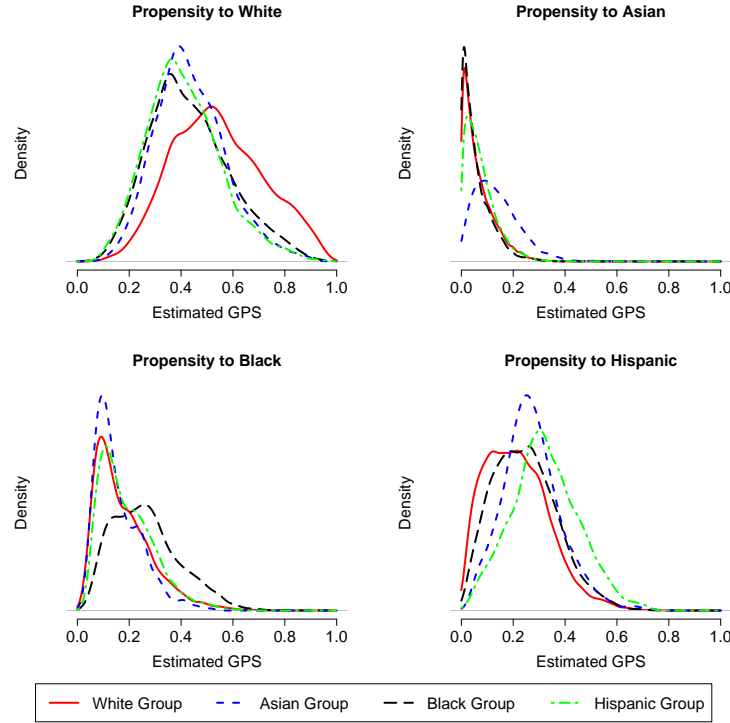 Propensity to White
Propensity to Asian
Density
Density
0.0 0.2 0.4 0.6 0.8 1.0
0.0 0.2 0.4 0.6 0.8 1.0
Estimated GPS
Estimated GPS
Propensity to Black
Propensity to Hispanic
Density
Density
0.0 0.2 0.4 0.6 0.8 1.0
0.0 0.2 0.4 0.6 0.8 1.0
Estimated GPS
Estimated GPS
White Group Asian Group Black Group Hispanic Group